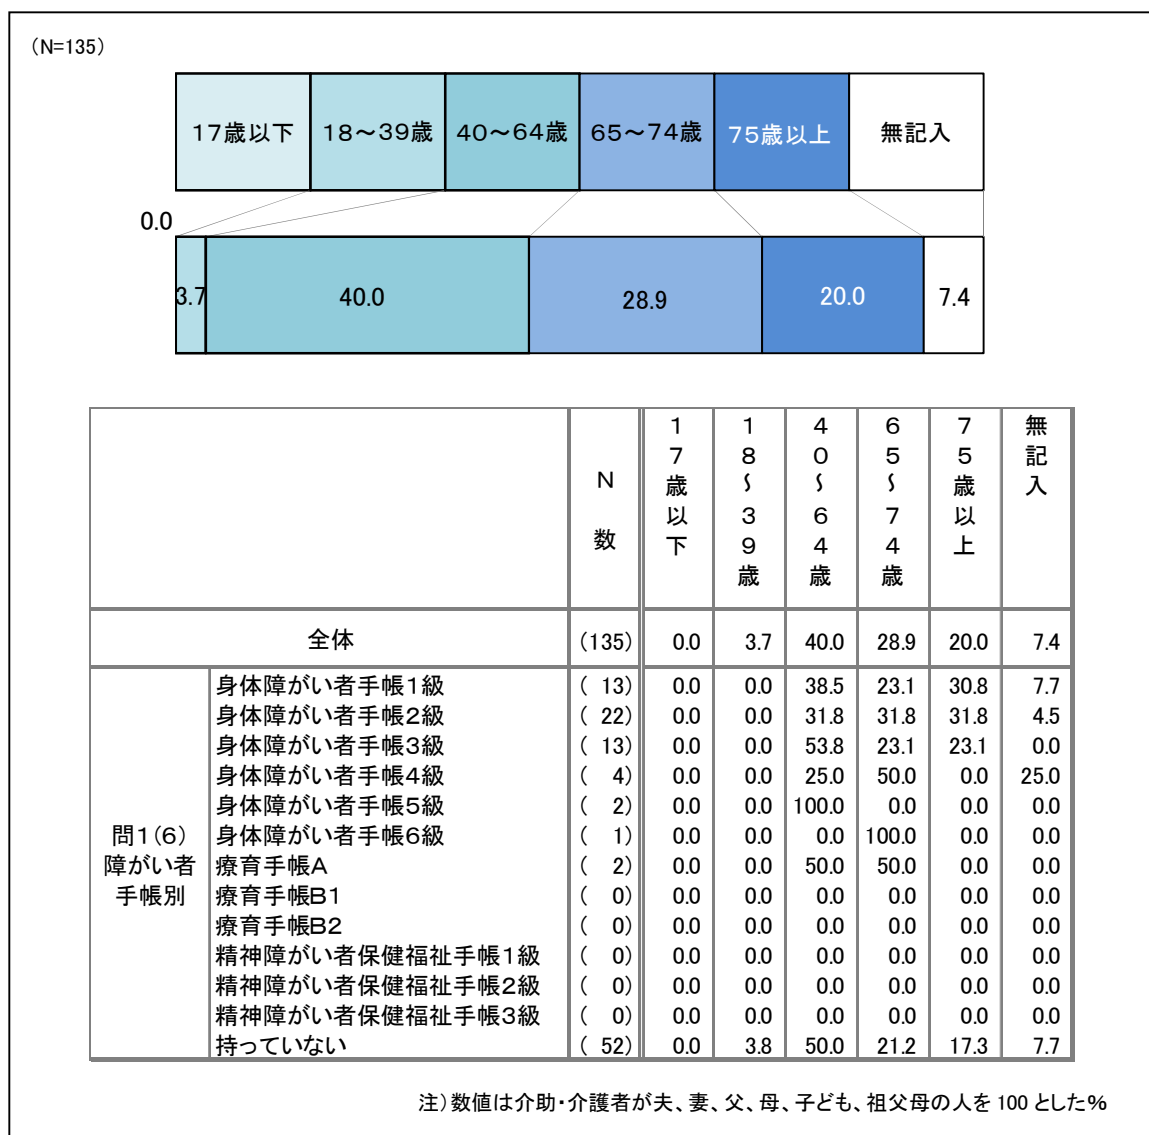 （N=135）
17歳以下 18～39歳 40～64歳 65～74歳 75歳以上 無記入
0.0
3.7 40.0 28.9 20.0 7.4
N数 17歳以下 18～39歳 40～64歳 65～74歳 75歳以上 無記入
全体 (135) 0.0 3.7 40.0 28.9 20.0 7.4
問1(6)障がい者手帳別
身体障がい者手帳1級 ( 13) 0.0 0.0 38.5 23.1 30.8 7.7
身体障がい者手帳2級 ( 22) 0.0 0.0 31.8 31.8 31.8 4.5
身体障がい者手帳3級 ( 13) 0.0 0.0 53.8 23.1 23.1 0.0
身体障がい者手帳4級 ( 4) 0.0 0.0 25.0 50.0 0.0 25.0
身体障がい者手帳5級 ( 2) 0.0 0.0 100.0 0.0 0.0 0.0
身体障がい者手帳6級 ( 1) 0.0 0.0 0.0 100.0 0.0 0.0
療育手帳A ( 2) 0.0 0.0 50.0 50.0 0.0 0.0
療育手帳B1 ( 0) 0.0 0.0 0.0 0.0 0.0 0.0
療育手帳B2 ( 0) 0.0 0.0 0.0 0.0 0.0 0.0
精神障がい者保健福祉手帳1級 ( 0) 0.0 0.0 0.0 0.0 0.0 0.0
精神障がい者保健福祉手帳2級 ( 0) 0.0 0.0 0.0 0.0 0.0 0.0
精神障がい者保健福祉手帳3級 ( 0) 0.0 0.0 0.0 0.0 0.0 0.0
持っていない ( 52) 0.0 3.8 50.0 21.2 17.3 7.7
注）数値は介助・介護者が夫、妻、父、母、子ども、祖父母の人を 100 とした％